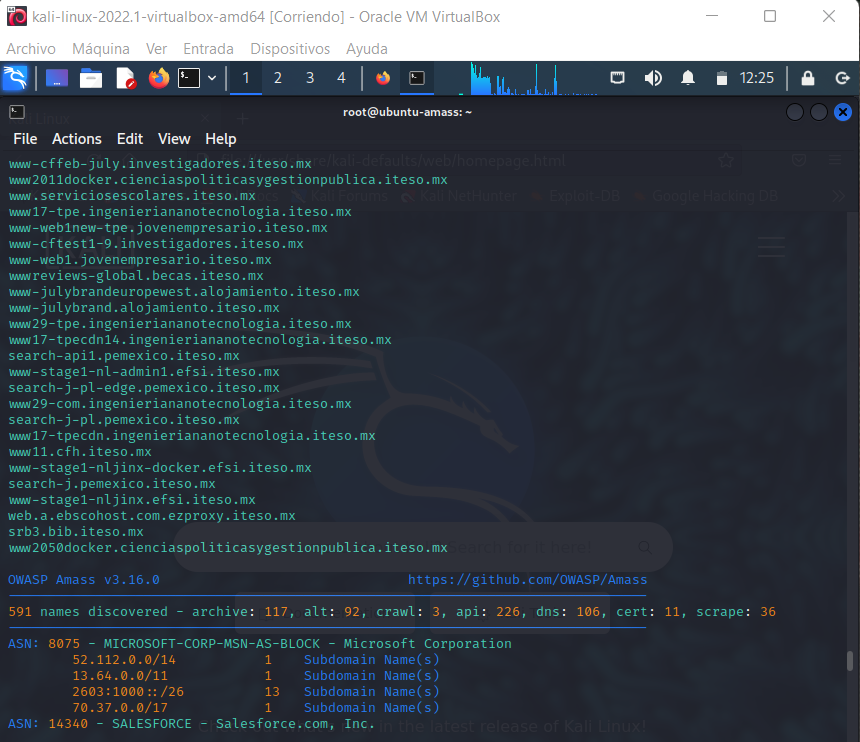 kali-linux-2022.1-virtualbox-amd64 [Corriendo] - Oracle VM VirtualBox
Archivo Máquina Ver Entrada Dispositivos Ayuda
1 2 3 4 12:25
root@ubuntu-amass: ~
File Actions Edit View Help
www-cffeb-july.investigadores.iteso.mx
www2011docker.cienciaspoliticasygestionpublica.iteso.mx
www.serviciosescolares.iteso.mx
www17-tpe.ingenieriananotecnologia.iteso.mx
www-web1new-tpe.jovenempresario.iteso.mx
www-cftest1-9.investigadores.iteso.mx
www-web1.jovenempresario.iteso.mx
wwwreviews-global.becas.iteso.mx
www-julybrandeuropewest.alojamiento.iteso.mx
www-julybrand.alojamiento.iteso.mx
www29-tpe.ingenieriananotecnologia.iteso.mx
www17-tpecdn14.ingenieriananotecnologia.iteso.mx
search-api1.pemexico.iteso.mx
www-stage1-nl-admin1.efsi.iteso.mx
search-j-pl-edge.pemexico.iteso.mx
www29-com.ingenieriananotecnologia.iteso.mx
search-j-pl.pemexico.iteso.mx
www17-tpecdn.ingenieriananotecnologia.iteso.mx
www11.cfh.iteso.mx
www-stage1-nljinx-docker.efsi.iteso.mx
search-j.pemexico.iteso.mx
www-stage1-nljinx.efsi.iteso.mx
web.a.ebscohost.com.ezproxy.iteso.mx
srb3.bib.iteso.mx
www2050docker.cienciaspoliticasygestionpublica.iteso.mx
OWASP Amass v3.16.0 https://github.com/OWASP/Amass
591 names discovered - archive: 117, alt: 92, crawl: 3, api: 226, dns: 106, cert: 11, scrape: 36
ASN: 8075 - MICROSOFT-CORP-MSN-AS-BLOCK - Microsoft Corporation
52.112.0.0/14 1 Subdomain Name(s)
13.64.0.0/11 1 Subdomain Name(s)
2603:1000::/26 13 Subdomain Name(s)
70.37.0.0/17 1 Subdomain Name(s)
ASN: 14340 - SALESFORCE - Salesforce.com, Inc.